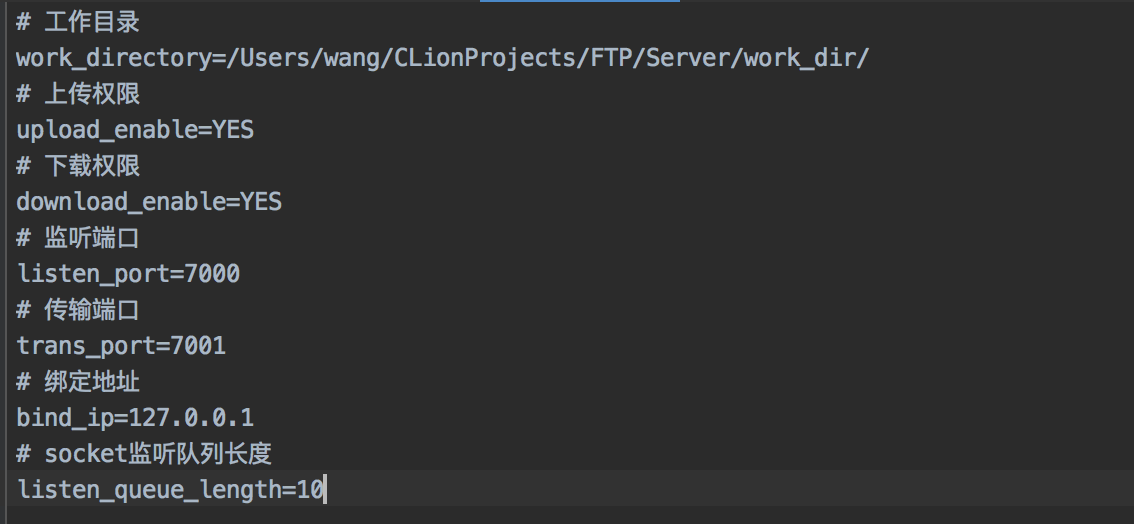 # 工作目录
work_directory=/Users/wang/CLionProjects/FTP/Server/work_dir/
# 上传权限
upload_enable=YES
# 下载权限
download_enable=YES
# 监听端口
listen_port=7000
# 传输端口
trans_port=7001
# 绑定地址
bind_ip=127.0.0.1
# socket监听队列长度
listen_queue_length=10